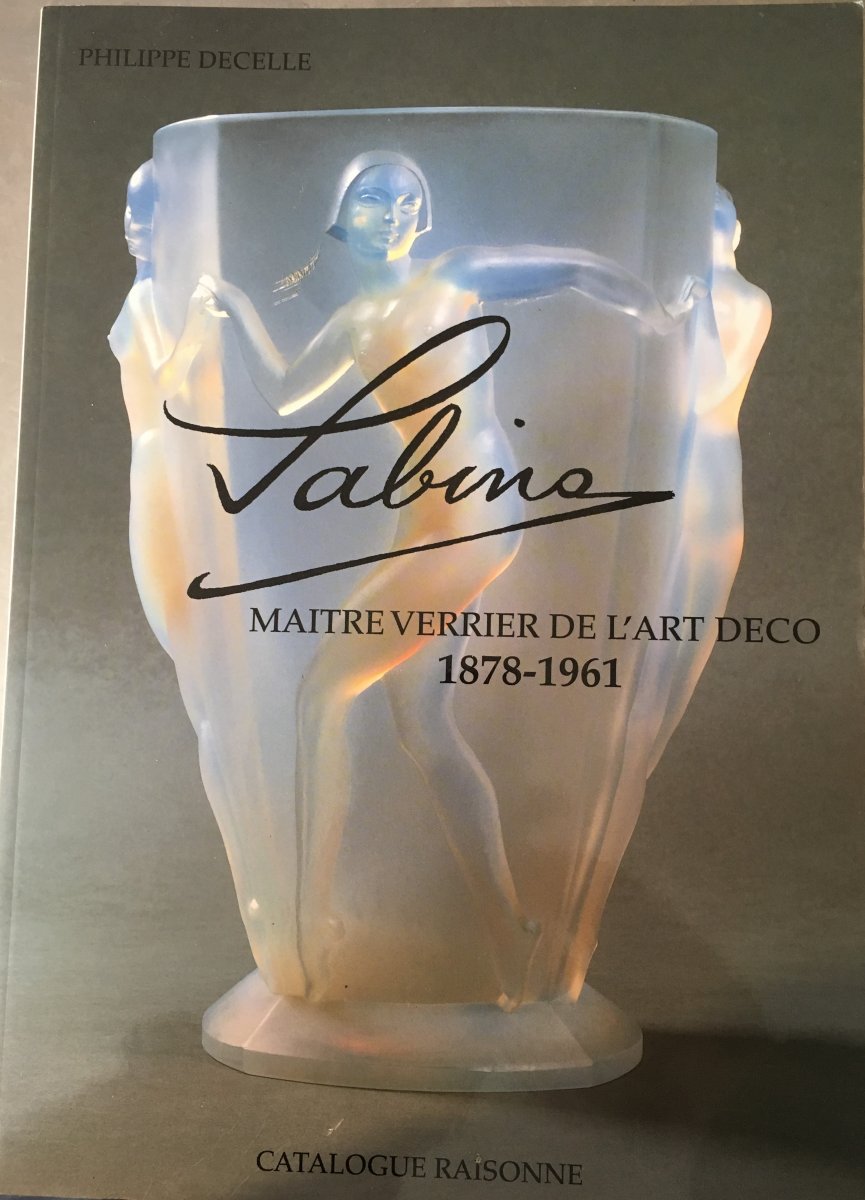 PHILIPPE DECELLE
Sabino
MAITRE VERRIER DE L'ART DECO
1878-1961
CATALOGUE RAiSONNE